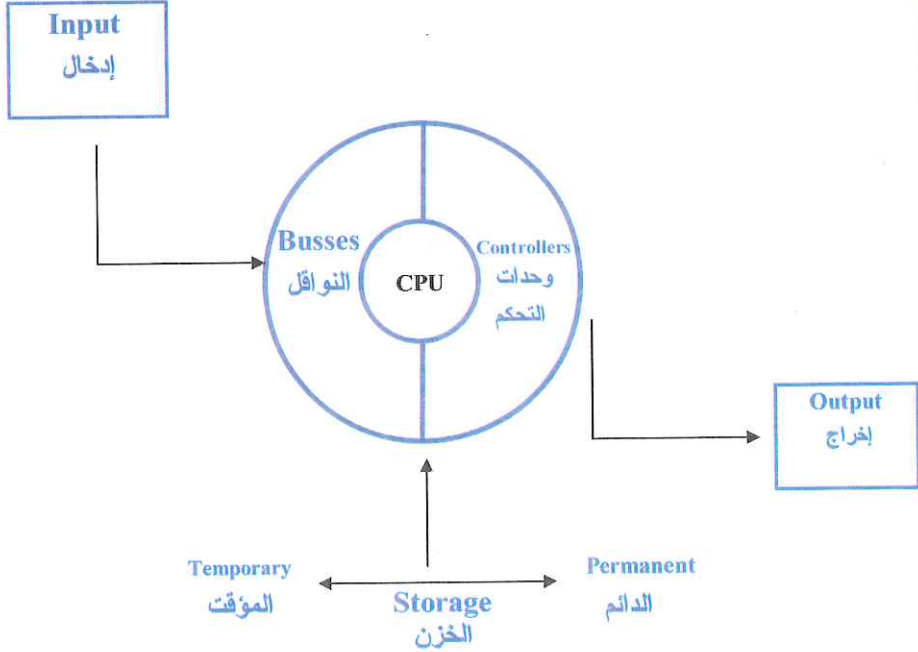 Input
إدخال
Busses
النواقل
CPU
Controllers
وحدات
التحكم
Output
إخراج
Temporary
المؤقت
Storage
الخزن
Permanent
الدائم